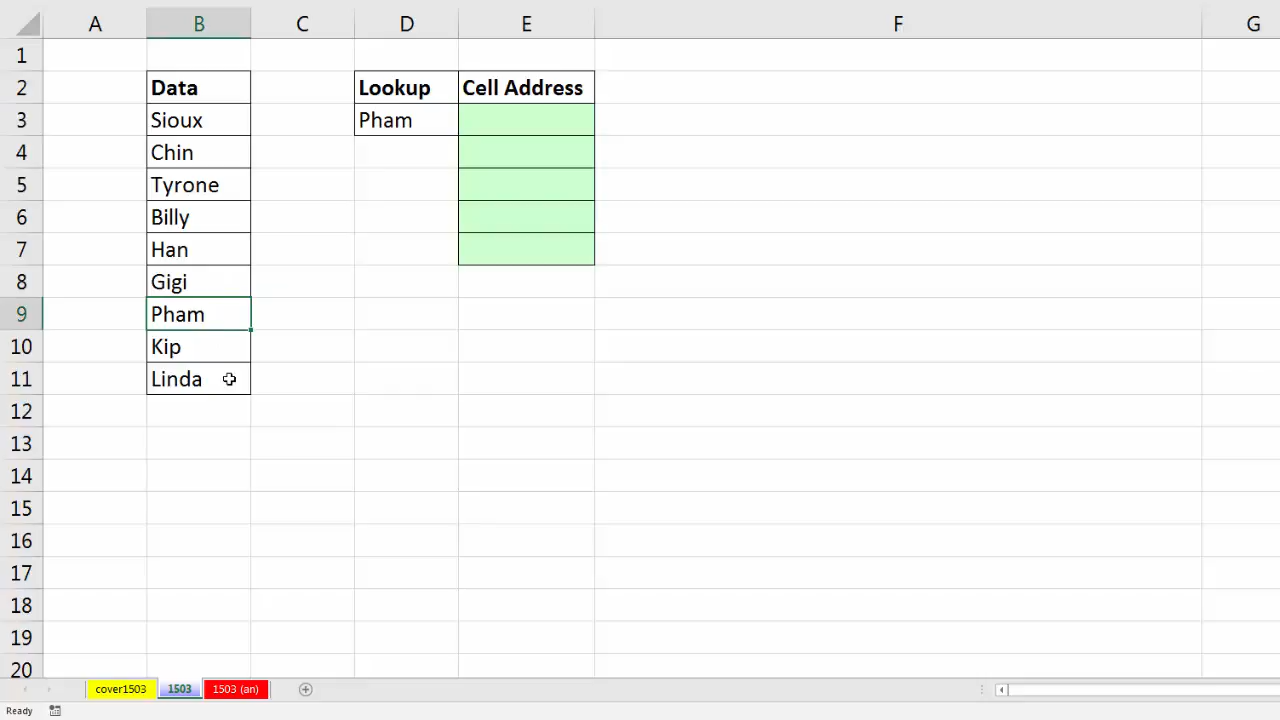 A B C D E F G
1
2 Data Lookup Cell Address
3 Sioux Pham
4 Chin
5 Tyrone
6 Billy
7 Han
8 Gigi
9 Pham
10 Kip
11 Linda
12
13
14
15
16
17
18
19
20
cover1503 1503 1503 (an)
Ready